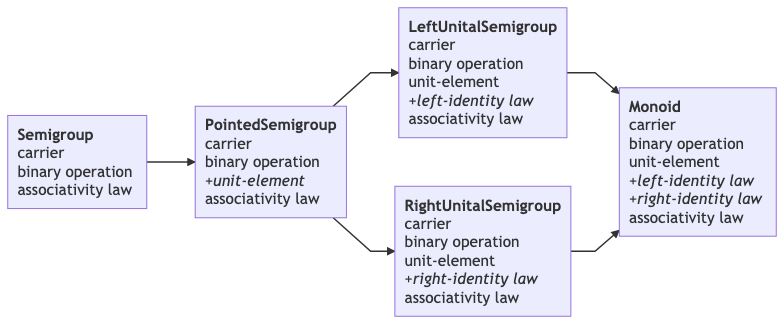 Semigroup
carrier
binary operation
associativity law
PointedSemigroup
carrier
binary operation
+unit-element
associativity law
LeftUnitalSemigroup
carrier
binary operation
unit-element
+left-identity law
associativity law
RightUnitalSemigroup
carrier
binary operation
unit-element
+right-identity law
associativity law
Monoid
carrier
binary operation
unit-element
+left-identity law
+right-identity law
associativity law